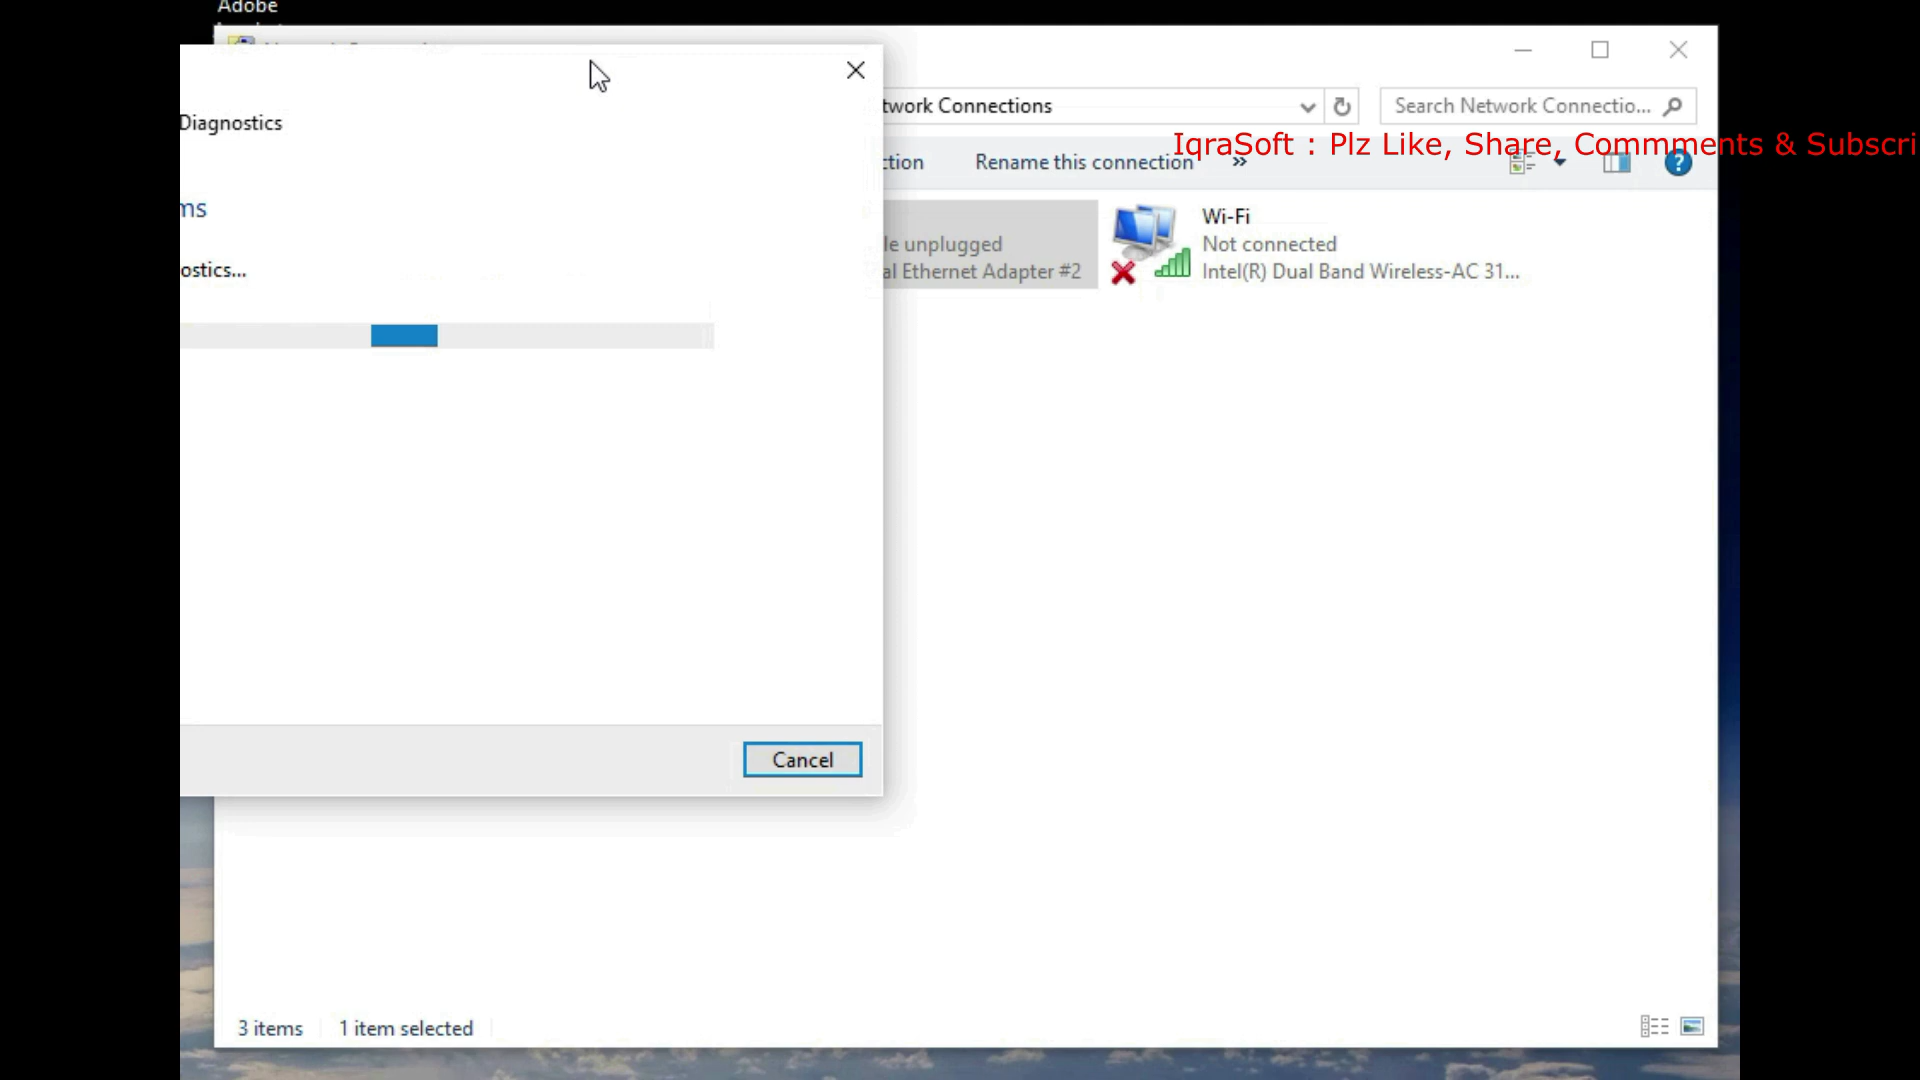 Adobe
Diagnostics
twork Connections
Search Network Connectio...
IqraSoft : Plz Like, Share, Commments & Subscri
ction
Rename this connection
»
ms
ostics...
le unplugged
al Ethernet Adapter #2
Wi-Fi
Not connected
Intel(R) Dual Band Wireless-AC 31...
Cancel
3 items
1 item selected